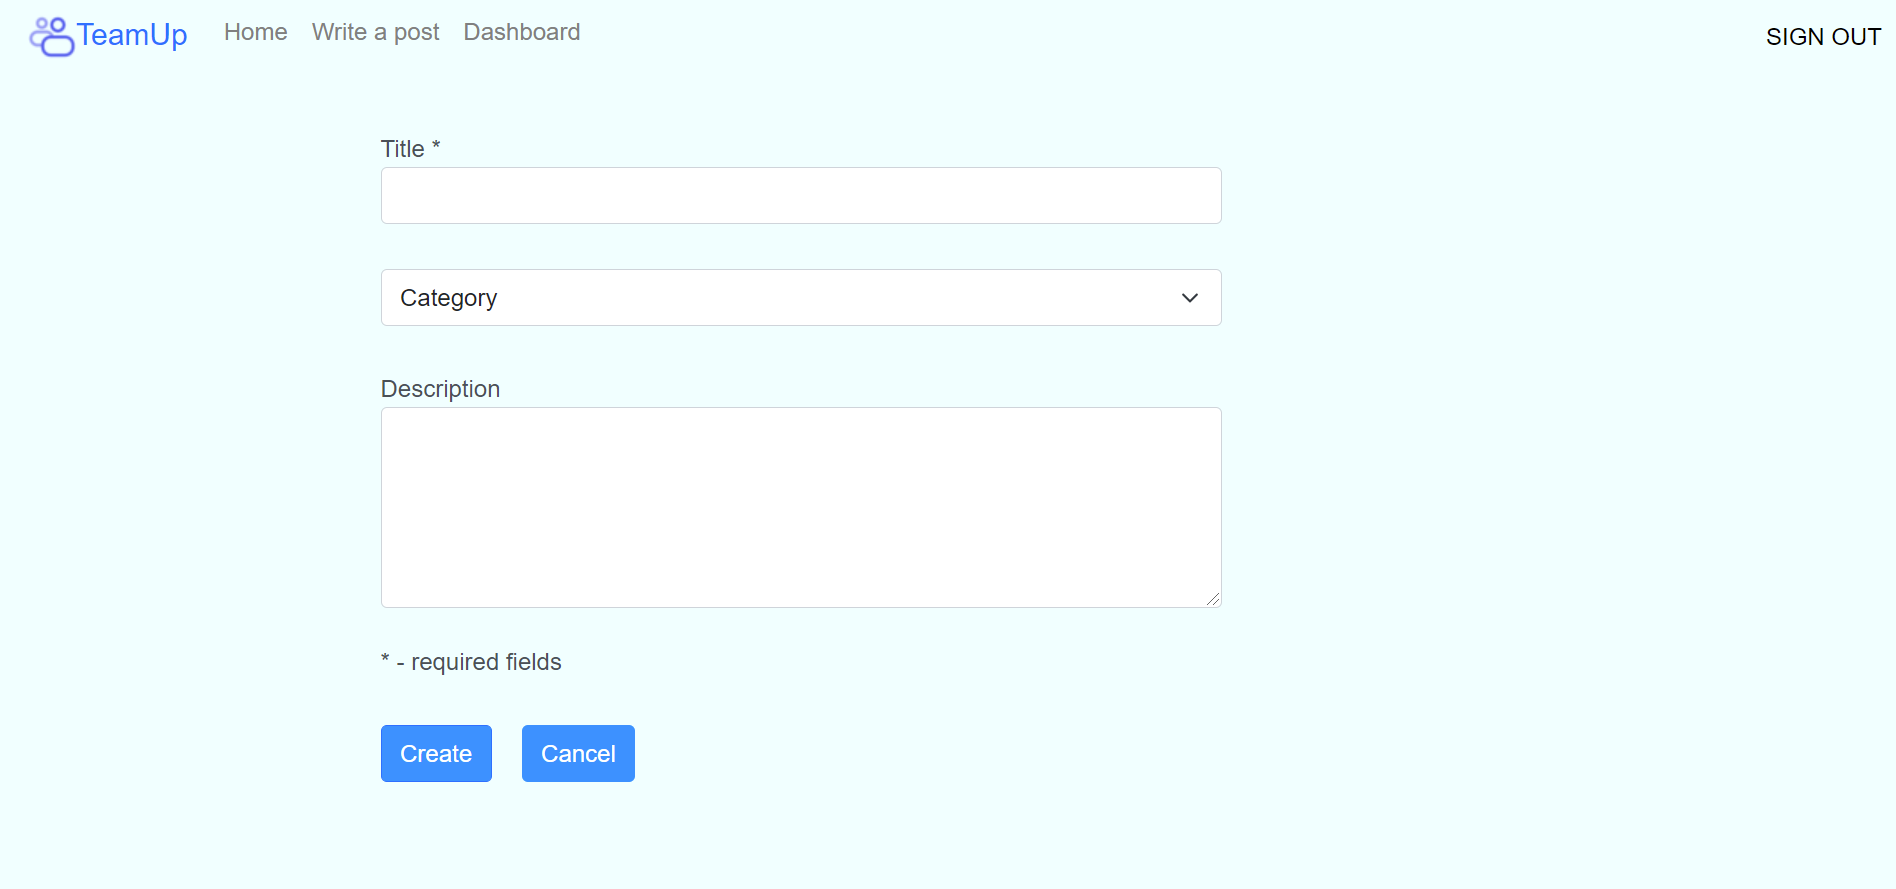 TeamUp Home Write a post Dashboard SIGN OUT
Title *
Category
Description
* - required fields
Create Cancel